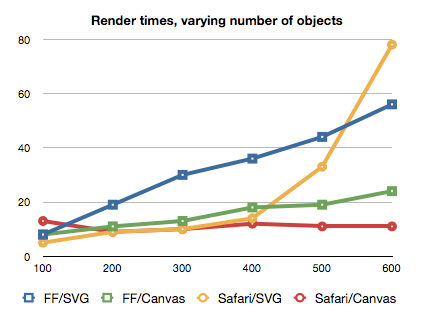 Render times, varying number of objects
80
60
40
20
0
100 200 300 400 500 600
FF/SVG FF/Canvas Safari/SVG Safari/Canvas